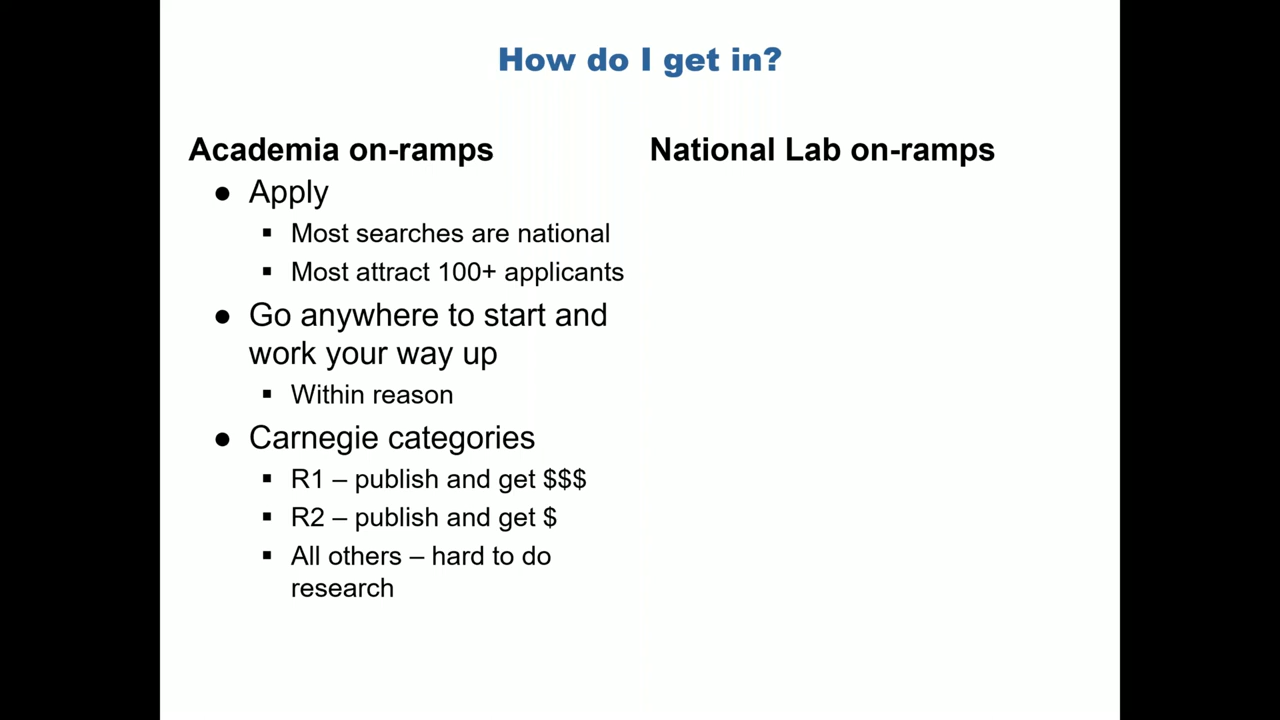 How do I get in?
Academia on-ramps
● Apply
▪ Most searches are national
▪ Most attract 100+ applicants
● Go anywhere to start and
work your way up
▪ Within reason
● Carnegie categories
▪ R1 – publish and get $$$
▪ R2 – publish and get $
▪ All others – hard to do
research
National Lab on-ramps